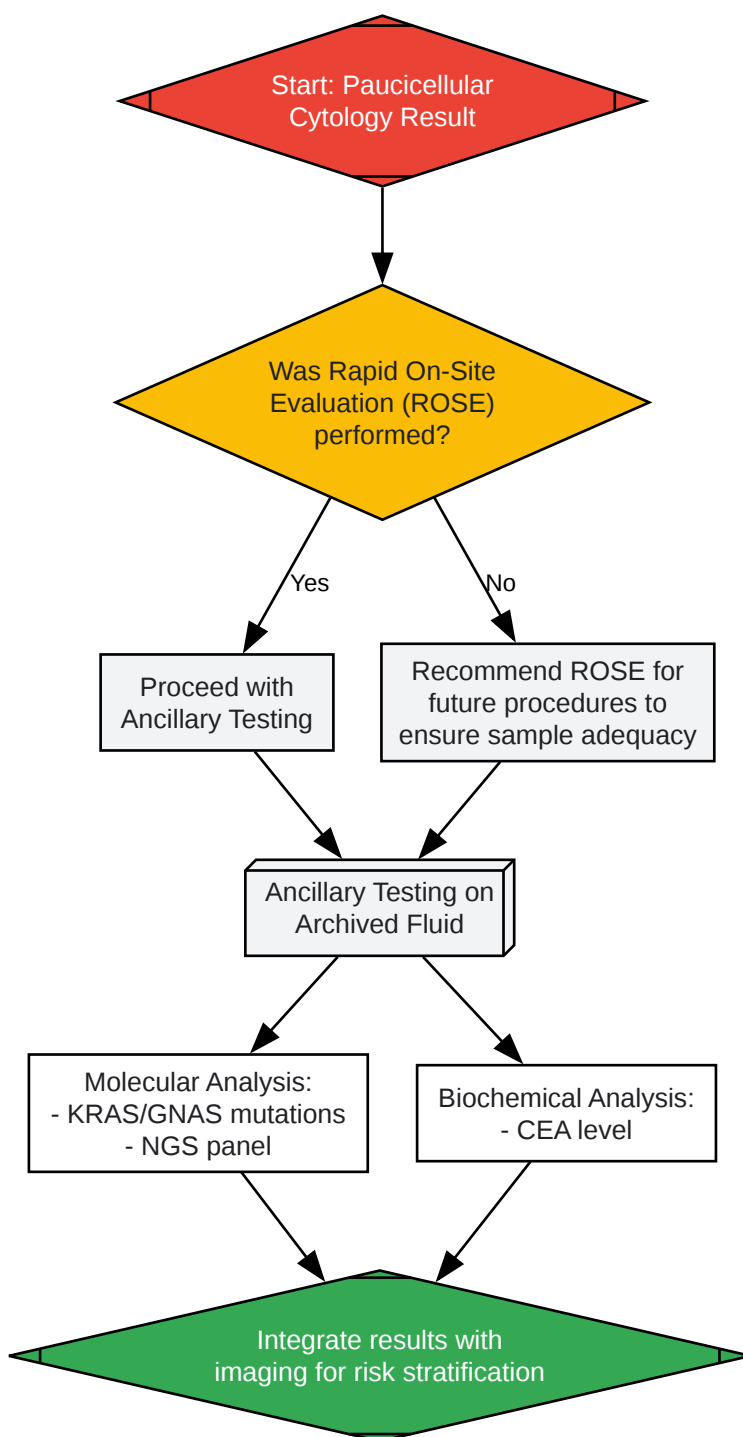 Start: Paucicellular
Cytology Result
Was Rapid On-Site
Evaluation (ROSE)
performed?
Yes
No
Proceed with
Ancillary Testing
Recommend ROSE for
future procedures to
ensure sample adequacy
Ancillary Testing on
Archived Fluid
Molecular Analysis:
- KRAS/GNAS mutations
- NGS panel
Biochemical Analysis:
- CEA level
Integrate results with
imaging for risk stratification